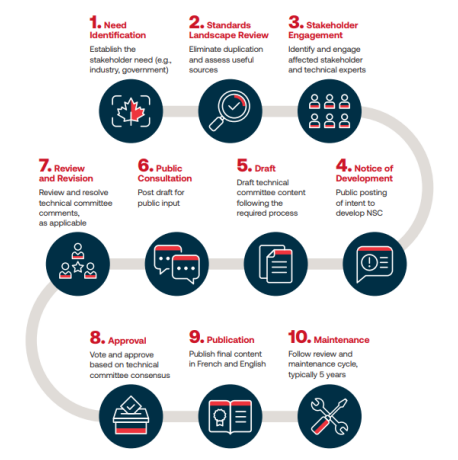 1. Need
Identification
Establish the
stakeholder need (e.g.,
industry, government)
2. Standards
Landscape Review
Eliminate duplication
and assess useful
sources
3. Stakeholder
Engagement
Identify and engage
affected stakeholder
and technical experts
4. Notice of
Development
Public posting
of intent to
develop NSC
5. Draft
Draft technical
committee content
following the
required process
6. Public
Consultation
Post draft for
public input
7. Review
and Revision
Review and resolve
technical committee
comments,
as applicable
8. Approval
Vote and approve
based on technical
committee consensus
9. Publication
Publish final content
in French and English
10. Maintenance
Follow review and
maintenance cycle,
typically 5 years